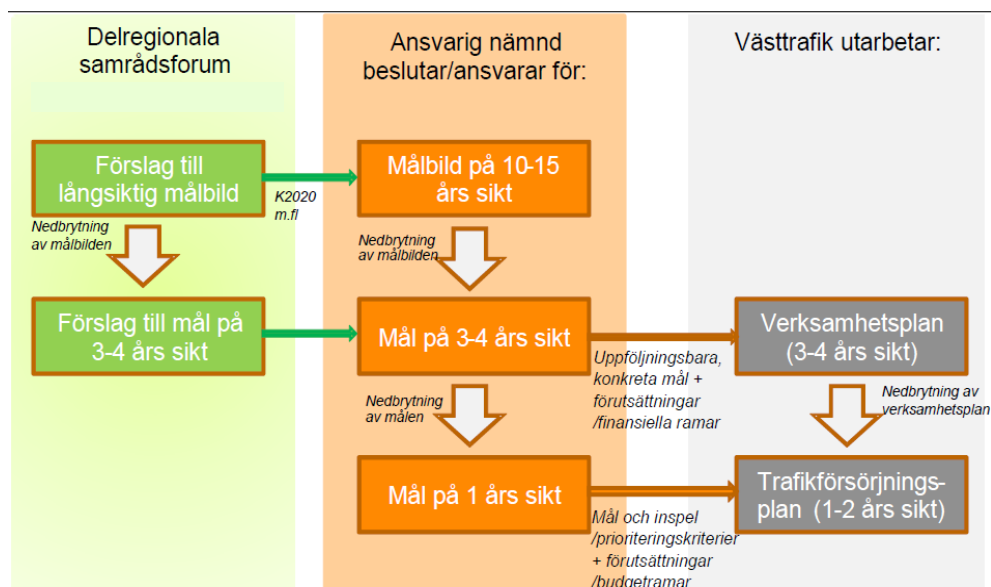 Delregionala
samrådsforum
Ansvarig nämnd
beslutar/ansvarar för:
Västtrafik utarbetar:
Förslag till
långsiktig målbild
K2020
m.fl
Målbild på 10-15
års sikt
Nedbrytning
av målbilden
Nedbrytning
av målbilden
Förslag till mål på
3-4 års sikt
Mål på 3-4 års sikt
Uppföljningsbara,
konkreta mål +
förutsättningar
/finansiella ramar
Verksamhetsplan
(3-4 års sikt)
Nedbrytning
av målen
Nedbrytning av
verksamhetsplan
Mål på 1 års sikt
Mål och inspel
/prioriteringskriterier
+ förutsättningar
/budgetramar
Trafikförsörjnings-
plan (1-2 års sikt)